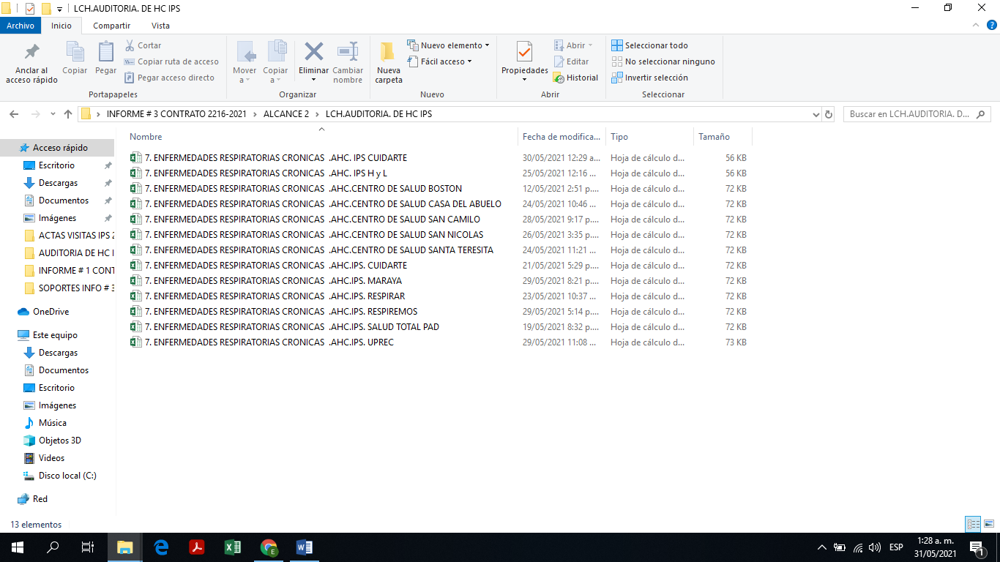 LCH.AUDITORIA. DE HC IPS
Archivo Inicio Compartir Vista
Anclar al acceso rápido
Copiar
Pegar
Cortar
Copiar ruta de acceso
Pegar acceso directo
Portapapeles
Mover a
Copiar a
Eliminar
Cambiar nombre
Organizar
Nueva carpeta
Nuevo elemento
Fácil acceso
Nuevo
Propiedades
Abrir
Editar
Historial
Abrir
Seleccionar todo
No seleccionar ninguno
Invertir selección
Seleccionar
INFORME # 3 CONTRATO 2216-2021 > ALCANCE 2 > LCH.AUDITORIA. DE HC IPS
Buscar en LCH.AUDITORIA. D...
Acceso rápido
Escritorio
Descargas
Documentos
Imágenes
ACTAS VISITAS IPS 2
AUDITORIA DE HC I
INFORME # 1 CONT
SOPORTES INFO # 3
OneDrive
Este equipo
Descargas
Documentos
Escritorio
Imágenes
Música
Objetos 3D
Videos
Disco local (C:)
Red
Nombre Fecha de modifica... Tipo Tamaño
7. ENFERMEDADES RESPIRATORIAS CRONICAS .AHC. IPS CUIDARTE 30/05/2021 12:29 a... Hoja de cálculo d... 56 KB
7. ENFERMEDADES RESPIRATORIAS CRONICAS .AHC. IPS H y L 25/05/2021 12:16 ... Hoja de cálculo d... 56 KB
7. ENFERMEDADES RESPIRATORIAS CRONICAS .AHC.CENTRO DE SALUD BOSTON 12/05/2021 2:51 p.... Hoja de cálculo d... 72 KB
7. ENFERMEDADES RESPIRATORIAS CRONICAS .AHC.CENTRO DE SALUD CASA DEL ABUELO 24/05/2021 10:46 ... Hoja de cálculo d... 72 KB
7. ENFERMEDADES RESPIRATORIAS CRONICAS .AHC.CENTRO DE SALUD SAN CAMILO 28/05/2021 9:17 p.... Hoja de cálculo d... 72 KB
7. ENFERMEDADES RESPIRATORIAS CRONICAS .AHC.CENTRO DE SALUD SAN NICOLAS 26/05/2021 3:35 p.... Hoja de cálculo d... 72 KB
7. ENFERMEDADES RESPIRATORIAS CRONICAS .AHC.CENTRO DE SALUD SANTA TERESITA 24/05/2021 11:21 ... Hoja de cálculo d... 72 KB
7. ENFERMEDADES RESPIRATORIAS CRONICAS .AHC.IPS. CUIDARTE 21/05/2021 5:29 p.... Hoja de cálculo d... 72 KB
7. ENFERMEDADES RESPIRATORIAS CRONICAS .AHC.IPS. MARAYA 29/05/2021 8:21 p.... Hoja de cálculo d... 72 KB
7. ENFERMEDADES RESPIRATORIAS CRONICAS .AHC.IPS. RESPIRAR 23/05/2021 10:37 ... Hoja de cálculo d... 72 KB
7. ENFERMEDADES RESPIRATORIAS CRONICAS .AHC.IPS. RESPIREMOS 29/05/2021 5:14 p.... Hoja de cálculo d... 72 KB
7. ENFERMEDADES RESPIRATORIAS CRONICAS .AHC.IPS. SALUD TOTAL PAD 19/05/2021 8:32 p.... Hoja de cálculo d... 72 KB
7. ENFERMEDADES RESPIRATORIAS CRONICAS .AHC.IPS. UPREC 29/05/2021 11:08 ... Hoja de cálculo d... 73 KB
13 elementos
ESP
1:28 a. m.
31/05/2021
1